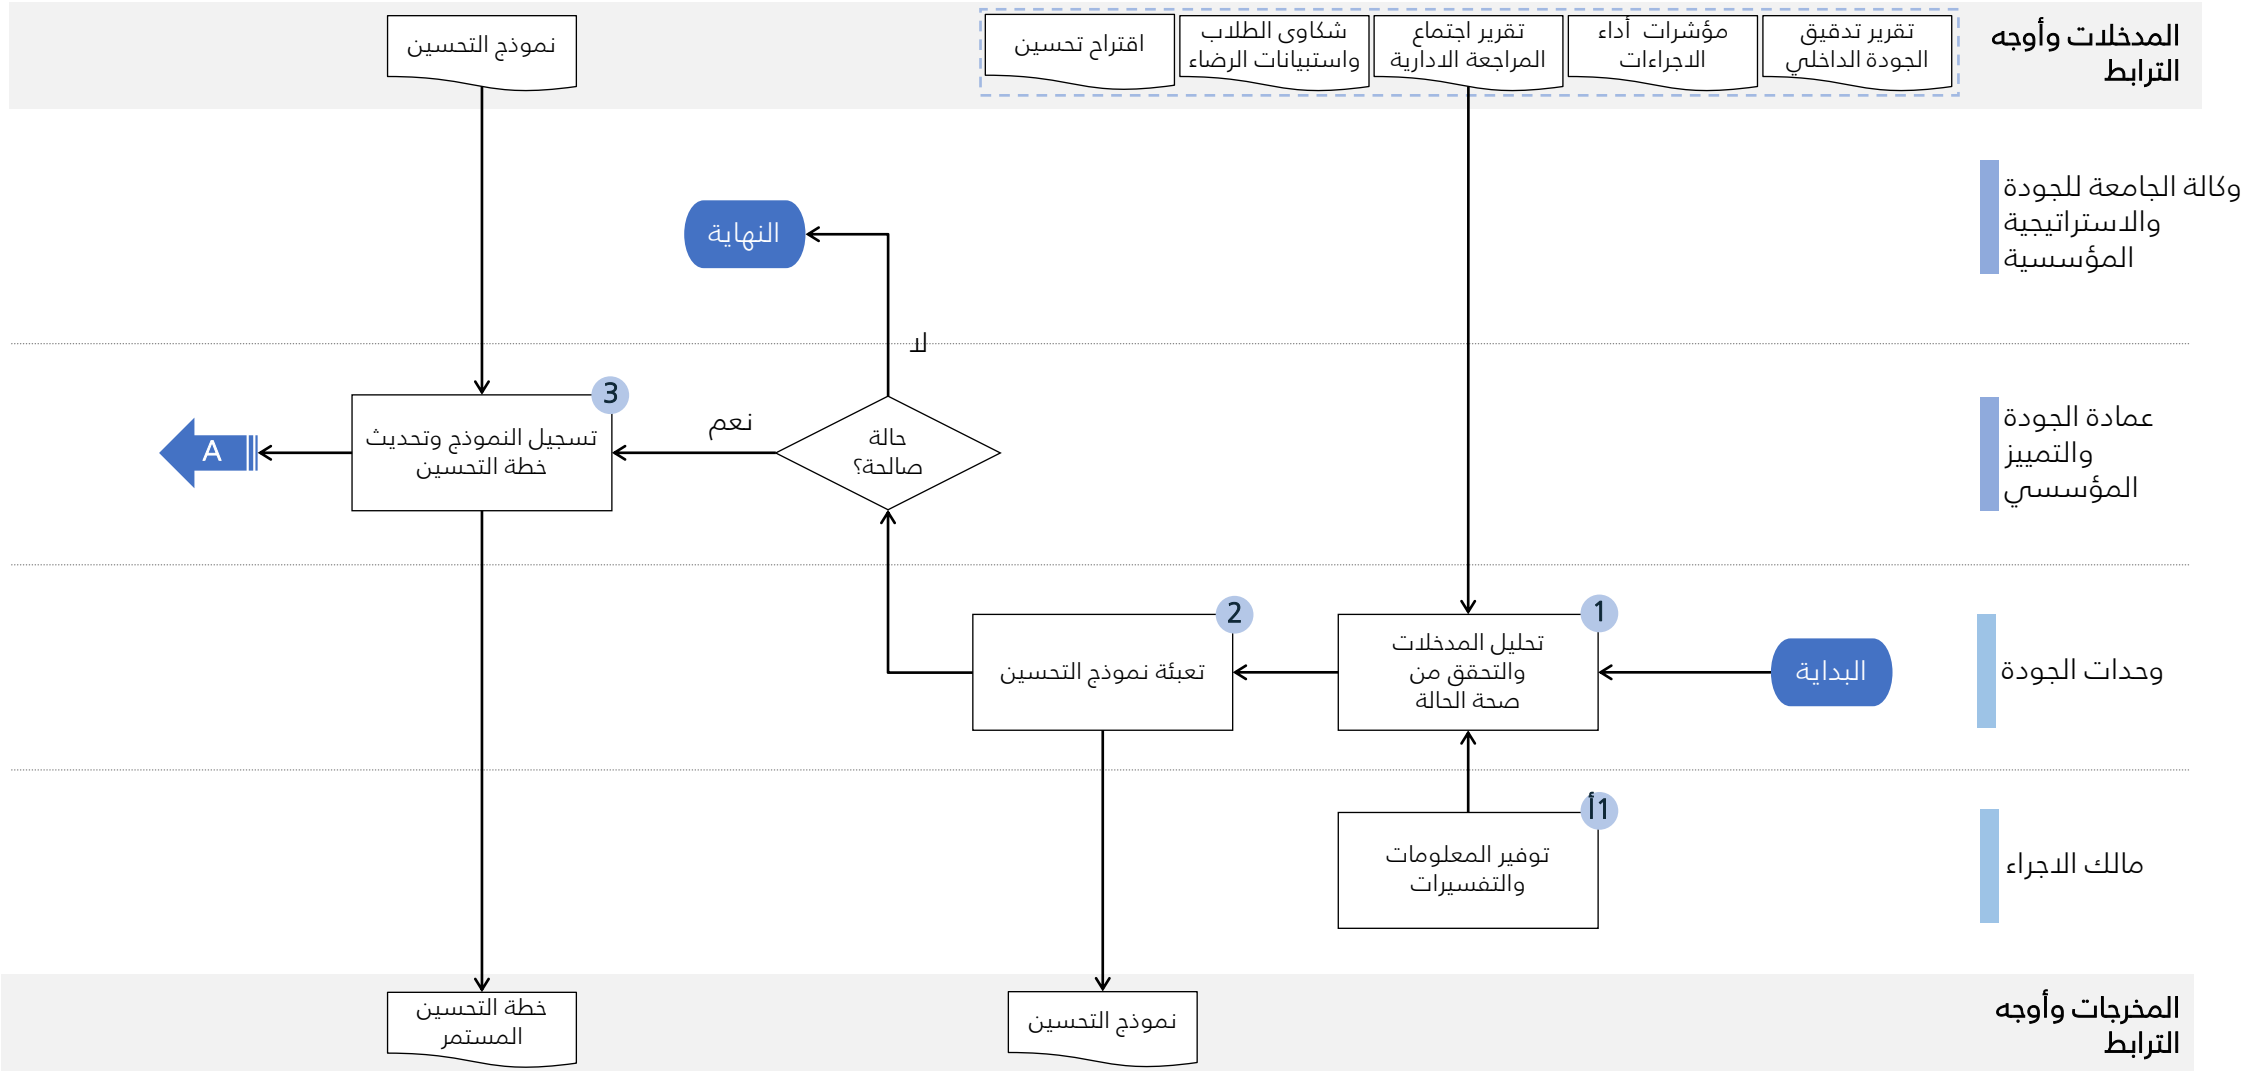 المدخلات وأوجه
الترابط
تقرير تدقيق
الجودة الداخلي
مؤشرات أداء
الاجراءات
تقرير اجتماع
المراجعة الادارية
شكاوى الطلاب
واستبيانات الرضاء
اقتراح تحسين
نموذج التحسين
وكالة الجامعة للجودة
والاستراتيجية
المؤسسية
النهاية
لا
عمادة الجودة
والتمييز
المؤسسي
حالة
صالحة؟
نعم
3
تسجيل النموذج وتحديث
خطة التحسين
A
وحدات الجودة
البداية
1
تحليل المدخلات
والتحقق من
صحة الحالة
2
تعبئة نموذج التحسين
مالك الاجراء
1أ
توفير المعلومات
والتفسيرات
المخرجات وأوجه
الترابط
نموذج التحسين
خطة التحسين
المستمر